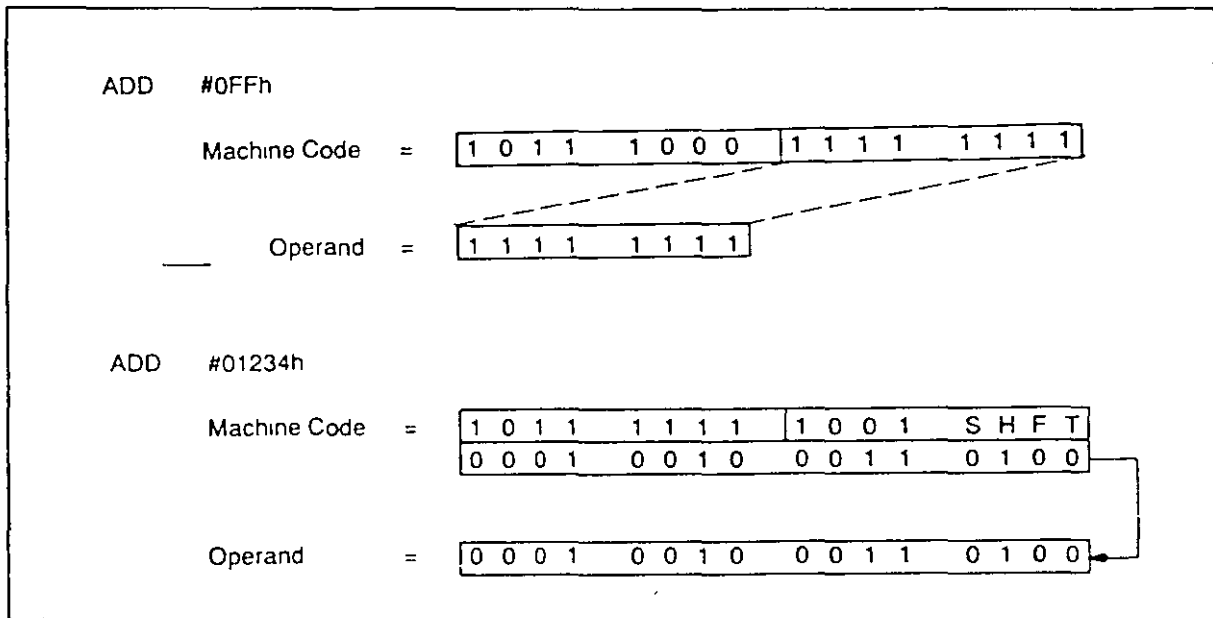 ADD #0FFh
Machine Code = 1 0 1 1 1 0 0 0 1 1 1 1 1 1 1 1
Operand = 1 1 1 1 1 1 1 1
ADD #01234h
Machine Code = 1 0 1 1 1 1 1 1 1 0 0 1 S H F T
0 0 0 1 0 0 1 0 0 0 1 1 0 1 0 0
Operand = 0 0 0 1 0 0 1 0 0 0 1 1 0 1 0 0